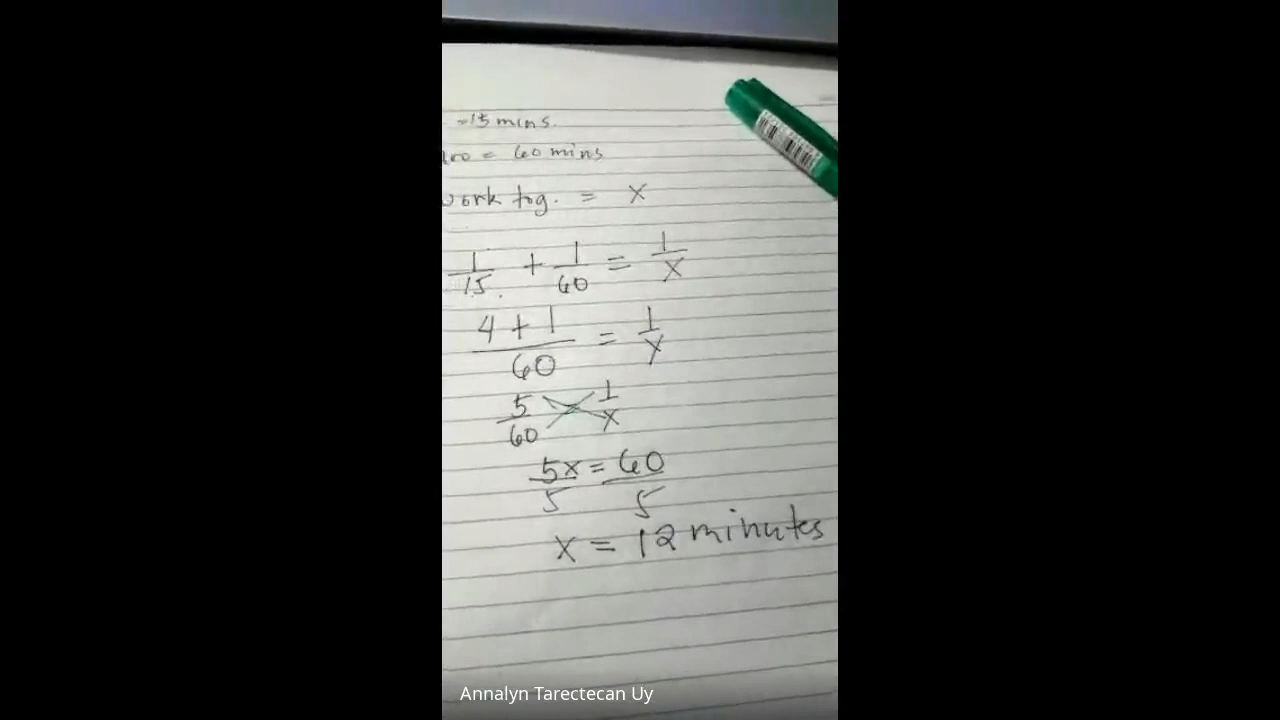 =15 mins.
= 60 mins
work tog. = x
1/15 + 1/60 = 1/x
4+1/60 = 1/x
5/60 1/x
5x/5 = 60/5
x = 12 minutes
Annalyn Tarectecan Uy